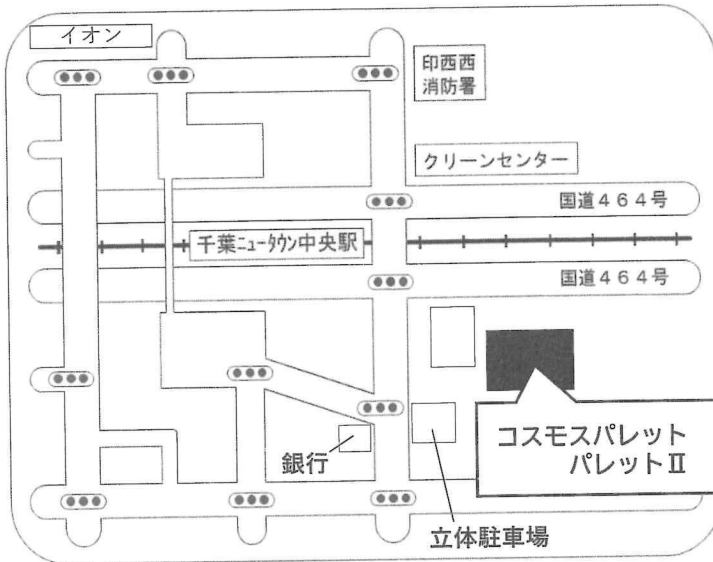 イオン
印西西
消防署
クリーンセンター
国道464号
千葉ニュータウン中央駅
国道464号
コスモスパレット
パレットⅡ
銀行
立体駐車場